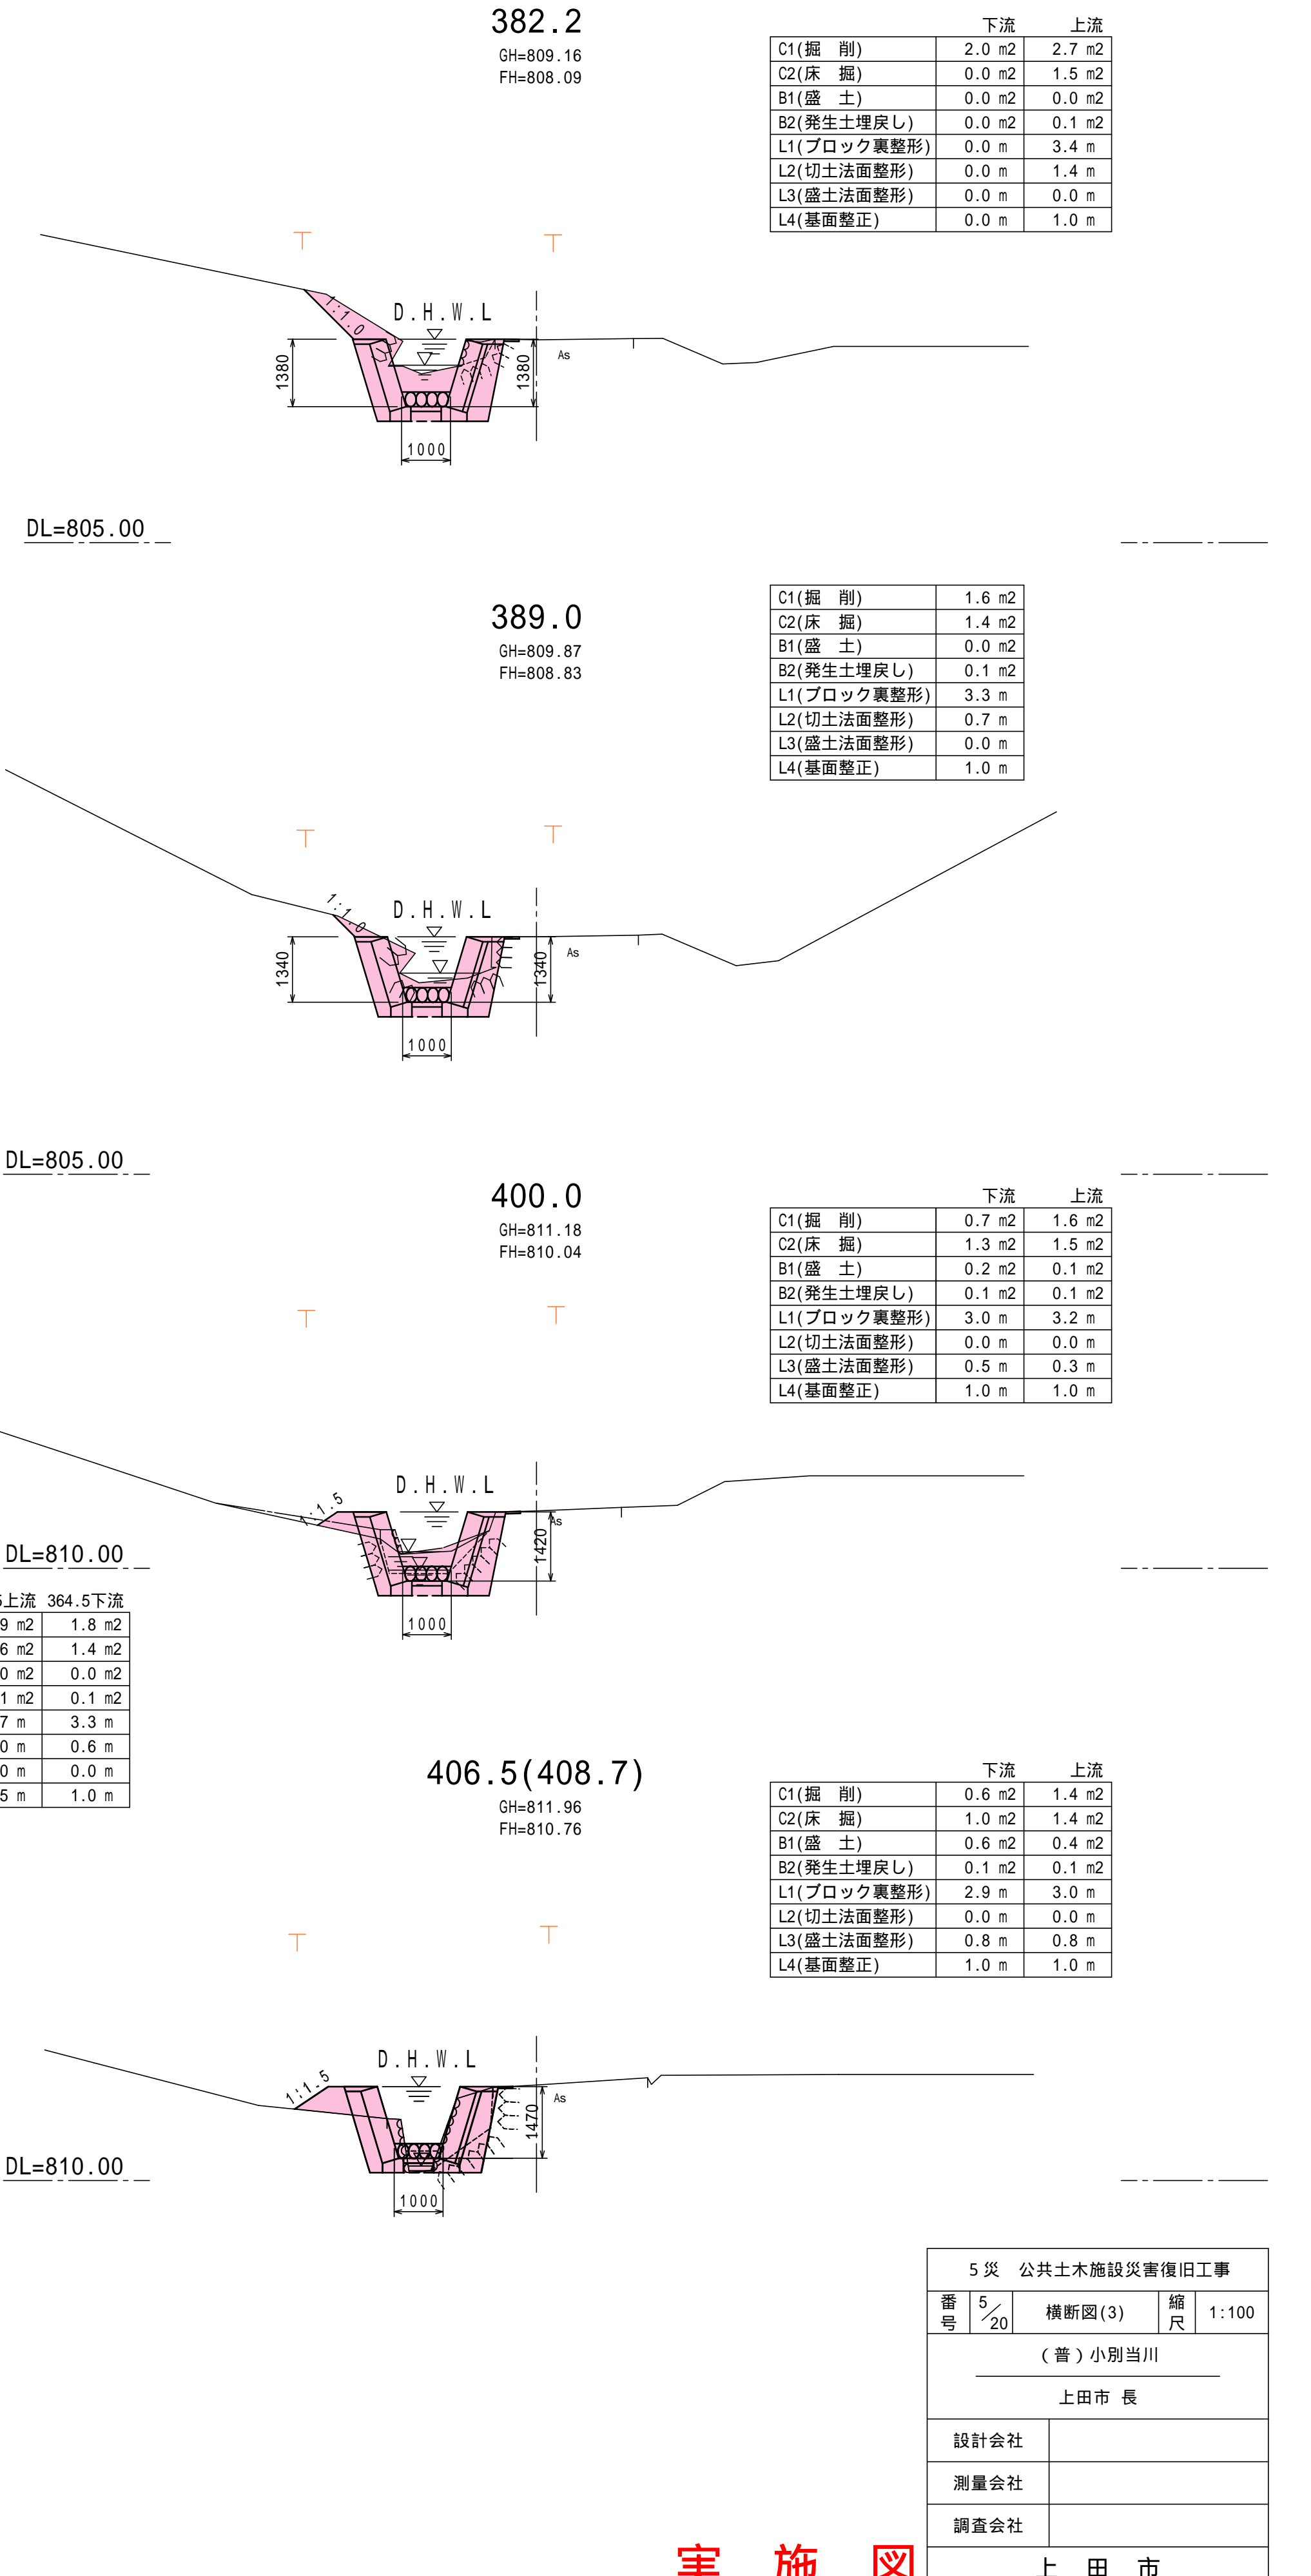 382.2
GH=809.16
FH=808.09
下流 上流
C1(掘 削) 2.0 m2 2.7 m2
C2(床 掘) 0.0 m2 1.5 m2
B1(盛 土) 0.0 m2 0.0 m2
B2(発生土埋戻し) 0.0 m2 0.1 m2
L1(ブロック裏整形) 0.0 m 3.4 m
L2(切土法面整形) 0.0 m 1.4 m
L3(盛土法面整形) 0.0 m 0.0 m
L4(基面整正) 0.0 m 1.0 m
1:1.0
D.H.W.L
As
1380
1380
1000
DL=805.00
389.0
GH=809.87
FH=808.83
C1(掘 削) 1.6 m2
C2(床 掘) 1.4 m2
B1(盛 土) 0.0 m2
B2(発生土埋戻し) 0.1 m2
L1(ブロック裏整形) 3.3 m
L2(切土法面整形) 0.7 m
L3(盛土法面整形) 0.0 m
L4(基面整正) 1.0 m
1:1.0
D.H.W.L
As
1340
1340
1000
DL=805.00
400.0
GH=811.18
FH=810.04
下流 上流
C1(掘 削) 0.7 m2 1.6 m2
C2(床 掘) 1.3 m2 1.5 m2
B1(盛 土) 0.2 m2 0.1 m2
B2(発生土埋戻し) 0.1 m2 0.1 m2
L1(ブロック裏整形) 3.0 m 3.2 m
L2(切土法面整形) 0.0 m 0.0 m
L3(盛土法面整形) 0.5 m 0.3 m
L4(基面整正) 1.0 m 1.0 m
1:1.5
D.H.W.L
As
1420
1000
DL=810.00
上流 364.5下流
9 m2 1.8 m2
6 m2 1.4 m2
0 m2 0.0 m2
1 m2 0.1 m2
7 m 3.3 m
0 m 0.6 m
0 m 0.0 m
5 m 1.0 m
406.5(408.7)
GH=811.96
FH=810.76
下流 上流
C1(掘 削) 0.6 m2 1.4 m2
C2(床 掘) 1.0 m2 1.4 m2
B1(盛 土) 0.6 m2 0.4 m2
B2(発生土埋戻し) 0.1 m2 0.1 m2
L1(ブロック裏整形) 2.9 m 3.0 m
L2(切土法面整形) 0.0 m 0.0 m
L3(盛土法面整形) 0.8 m 0.8 m
L4(基面整正) 1.0 m 1.0 m
1:1.5
D.H.W.L
As
1470
1000
DL=810.00
5災 公共土木施設災害復旧工事
番号 5/20 横断図(3) 縮尺 1:100
(普)小別当川
上田市 長
設計会社
測量会社
調査会社
上田市
実施図